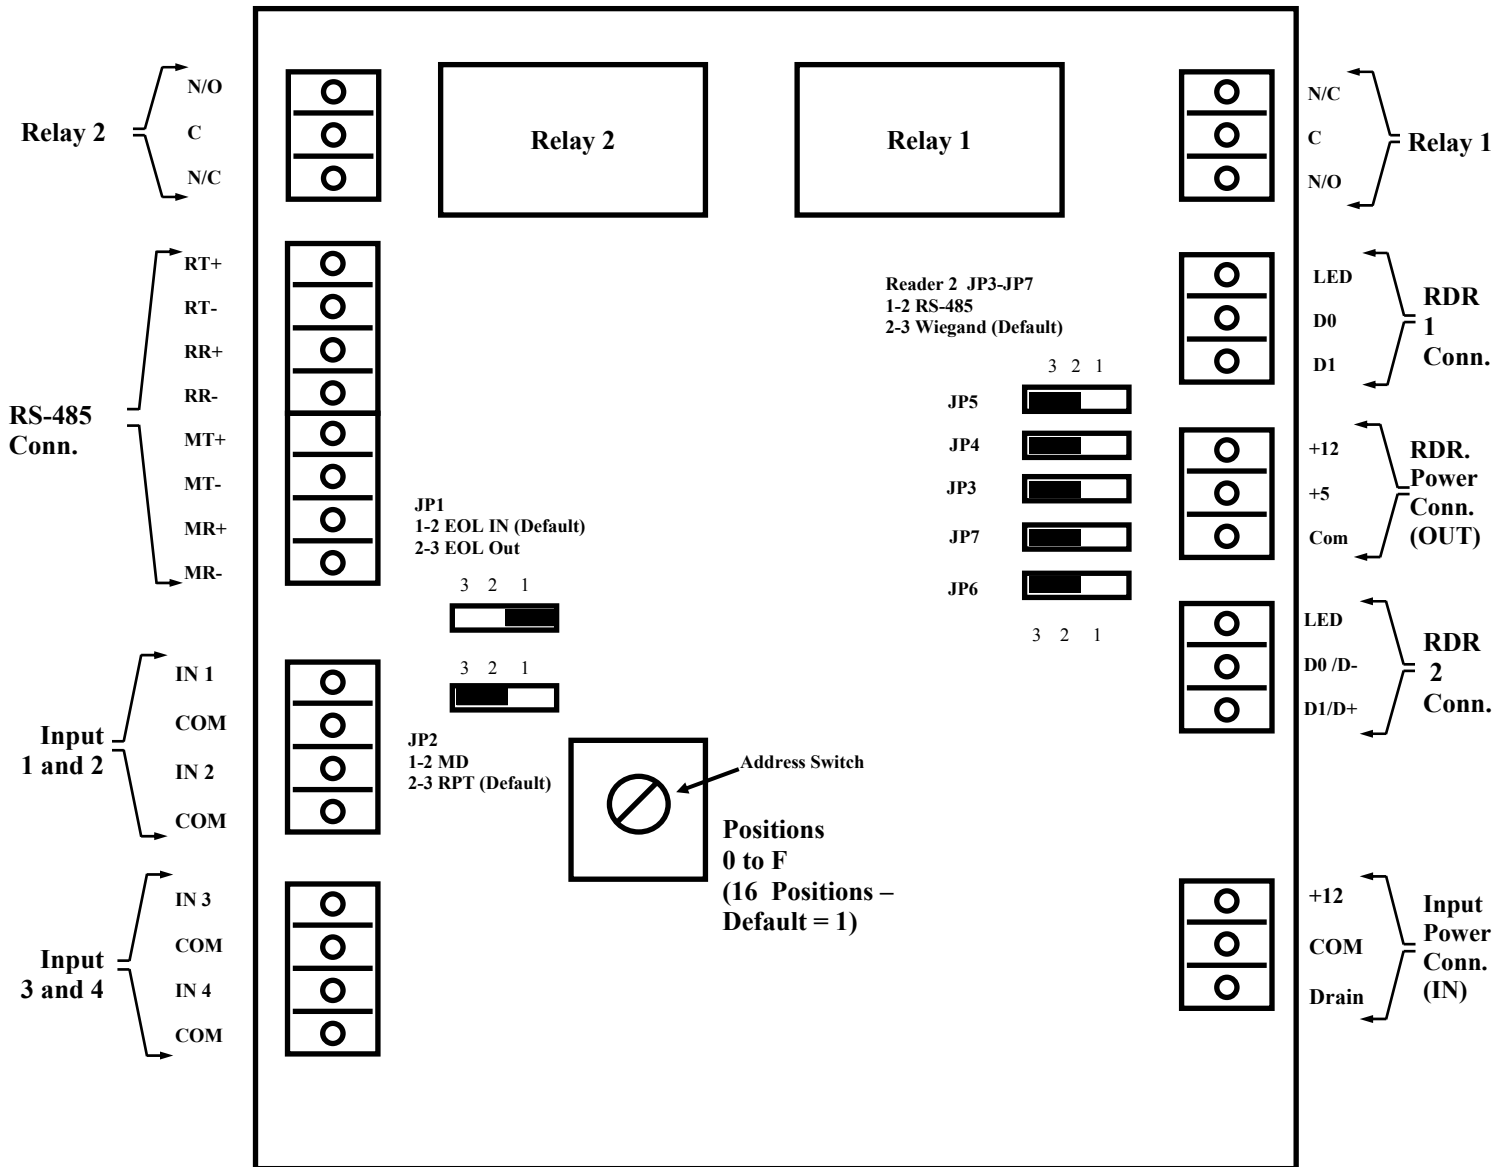 Relay 2
N/O
C
N/C
Relay 2
Relay 1
N/C
C
N/O
Relay 1
RS-485
Conn.
RT+
RT-
RR+
RR-
MT+
MT-
MR+
MR-
Reader 2 JP3-JP7
1-2 RS-485
2-3 Wiegand (Default)
3 2 1
JP5
JP4
JP3
JP7
JP6
3 2 1
LED
D0
D1
RDR
1
Conn.
+12
+5
Com
RDR.
Power
Conn.
(OUT)
LED
D0 /D-
D1/D+
RDR
2
Conn.
JP1
1-2 EOL IN (Default)
2-3 EOL Out
3 2 1
3 2 1
JP2
1-2 MD
2-3 RPT (Default)
Input
1 and 2
IN 1
COM
IN 2
COM
Address Switch
Positions
0 to F
(16 Positions –
Default = 1)
Input
3 and 4
IN 3
COM
IN 4
COM
+12
COM
Drain
Input
Power
Conn.
(IN)